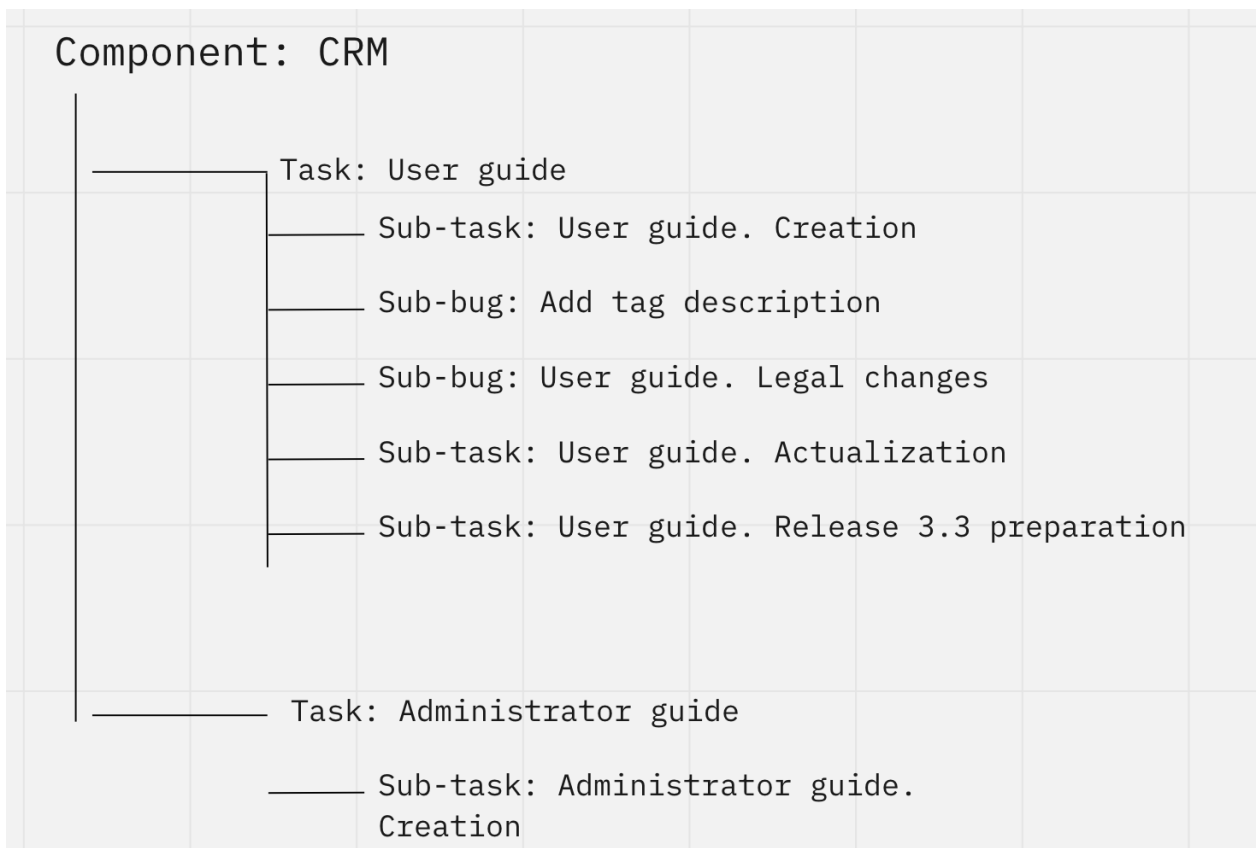 Component: CRM
Task: User guide
Sub-task: User guide. Creation
Sub-bug: Add tag description
Sub-bug: User guide. Legal changes
Sub-task: User guide. Actualization
Sub-task: User guide. Release 3.3 preparation
Task: Administrator guide
Sub-task: Administrator guide.
Creation